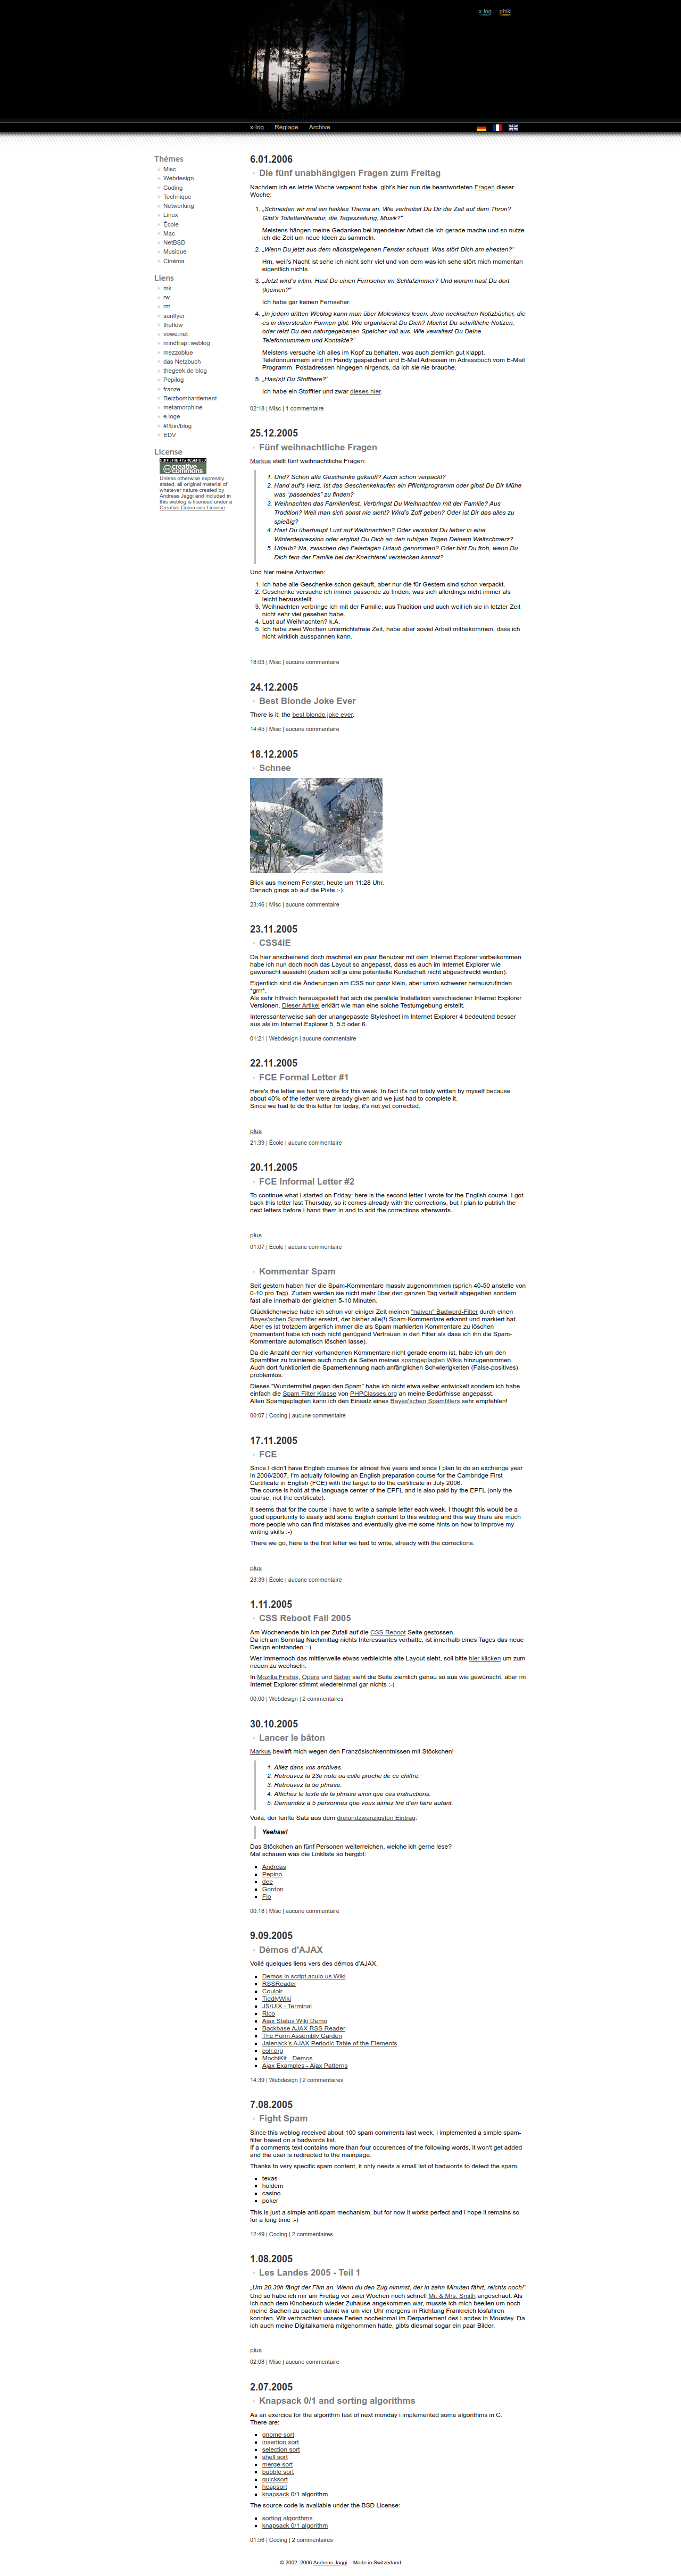 x-log phiki
x-log Réglage Archive
Thèmes
Misc
Webdesign
Coding
Technique
Networking
Linux
École
Mac
NetBSD
Musique
Cinéma
Liens
mk
rw
rm
sunflyer
theflow
vowe.net
mindtrap::weblog
mezzoblue
das Netzbuch
thegeek.de blog
Pepilog
franze
Reizbombardement
metamorphine
e.loge
#!/bin/blog
EDV
License
SOME RIGHTS RESERVED
creative commons
Unless otherwise expressly
stated, all original material of
whatever nature created by
Andreas Jaggi and included in
this weblog is licensed under a
Creative Commons License.
6.01.2006
Die fünf unabhängigen Fragen zum Freitag
Nachdem ich es letzte Woche verpennt habe, gibt's hier nun die beantworteten Fragen dieser
Woche:
1. „Schneiden wir mal ein heikles Thema an. Wie vertreibst Du Dir die Zeit auf dem Thron?
Gibt's Toilettenliteratur, die Tageszeitung, Musik?"
Meistens hängen meine Gedanken bei irgendeiner Arbeit die ich gerade mache und so nutze
ich die Zeit um neue Ideen zu sammeln.
2. „Wenn Du jetzt aus dem nächstgelegenen Fenster schaust. Was stört Dich am ehesten?"
Hm, weil's Nacht ist sehe ich nicht sehr viel und von dem was ich sehe stört mich momentan
eigentlich nichts.
3. „Jetzt wird's intim. Hast Du einen Fernseher im Schlafzimmer? Und warum hast Du dort
(k)einen?"
Ich habe gar keinen Fernseher.
4. „In jedem dritten Weblog kann man über Moleskines lesen. Jene neckischen Notizbücher, die
es in diverstesten Formen gibt. Wie organisierst Du Dich? Machst Du schriftliche Notizen,
oder reizt Du den naturgegebenen Speicher voll aus. Wie vewaltest Du Deine
Telefonnummern und Kontakte?"
Meistens versuche ich alles im Kopf zu behalten, was auch ziemlich gut klappt.
Telefonnummern sind im Handy gespeichert und E-Mail Adressen im Adressbuch vom E-Mail
Programm. Postadressen hingegen nirgends, da ich sie nie brauche.
5. „Has(s)t Du Stofftiere?"
Ich habe ein Stofftier und zwar dieses hier.
02:18 | Misc | 1 commentaire
25.12.2005
Fünf weihnachtliche Fragen
Markus stellt fünf weihnachtliche Fragen:
1. Und? Schon alle Geschenke gekauft? Auch schon verpackt?
2. Hand auf's Herz. Ist das Geschenkekaufen ein Pflichtprogramm oder gibst Du Dir Mühe
was "passendes" zu finden?
3. Weihnachten das Familienfest. Verbringst Du Weihnachten mit der Familie? Aus
Tradition? Weil man sich sonst nie sieht? Wird's Zoff geben? Oder ist Dir das alles zu
spießig?
4. Hast Du überhaupt Lust auf Weihnachten? Oder versinkst Du lieber in eine
Winterdepression oder ergibst Du Dich an den ruhigen Tagen Deinem Weltschmerz?
5. Urlaub? Na, zwischen den Feiertagen Urlaub genommen? Oder bist Du froh, wenn Du
Dich fern der Familie bei der Knechterei verstecken kannst?
Und hier meine Antworten:
1. Ich habe alle Geschenke schon gekauft, aber nur die für Gestern sind schon verpackt.
2. Geschenke versuche ich immer passende zu finden, was sich allerdings nicht immer als
leicht herausstellt.
3. Weihnachten verbringe ich mit der Familie; aus Tradition und auch weil ich sie in letzter Zeit
nicht sehr viel gesehen habe.
4. Lust auf Weihnachten? k.A.
5. Ich habe zwei Wochen unterrichtsfreie Zeit, habe aber soviel Arbeit mitbekommen, dass ich
nicht wirklich ausspannen kann.
18:03 | Misc | aucune commentaire
24.12.2005
Best Blonde Joke Ever
There is it, the best blonde joke ever.
14:45 | Misc | aucune commentaire
18.12.2005
Schnee
Blick aus meinem Fenster, heute um 11:28 Uhr.
Danach gings ab auf die Piste :-)
23:46 | Misc | aucune commentaire
23.11.2005
CSS4IE
Da hier anscheinend doch machmal ein paar Benutzer mit dem Internet Explorer vorbeikommen
habe ich nun doch noch das Layout so angepasst, dass es auch im Internet Explorer wie
gewünscht aussieht (zudem soll ja eine potentielle Kundschaft nicht abgeschreckt werden).
Eigentlich sind die Änderungen am CSS nur ganz klein, aber umso schwerer herauszufinden
*grrr*.
Als sehr hilfreich herausgestellt hat sich die parallele Installation verschiedener Internet Explorer
Versionen. Dieser Artikel erklärt wie man eine solche Testumgebung erstellt.
Interessanterweise sah der unangepasste Stylesheet im Internet Explorer 4 bedeutend besser
aus als im Internet Explorer 5, 5.5 oder 6.
01:21 | Webdesign | aucune commentaire
22.11.2005
FCE Formal Letter #1
Here's the letter we had to write for this week. In fact it's not totaly written by myself because
about 40% of the letter were already given and we just had to complete it.
Since we had to do this letter for today, it's not yet corrected.
plus
21:39 | École | aucune commentaire
20.11.2005
FCE Informal Letter #2
To continue what I started on Friday: here is the second letter I wrote for the English course. I got
back this letter last Thursday, so it comes already with the corrections, but I plan to publish the
next letters before I hand them in and to add the corrections afterwards.
plus
01:07 | École | aucune commentaire
Kommentar Spam
Seit gestern haben hier die Spam-Kommentare massiv zugenommmen (sprich 40-50 anstelle von
0-10 pro Tag). Zudem werden sie nicht mehr über den ganzen Tag verteilt abgegeben sondern
fast alle innerhalb der gleichen 5-10 Minuten.
Glücklicherweise habe ich schon vor einiger Zeit meinen "naiven" Badword-Filter durch einen
Bayes'schen Spamfilter ersetzt, der bisher alle(!) Spam-Kommentare erkannt und markiert hat.
Aber es ist trotzdem ärgerlich immer die als Spam markierten Kommentare zu löschen
(momentant habe ich noch nicht genügend Vertrauen in den Filter als dass ich ihn die Spam-
Kommentare automatisch löschen lasse).
Da die Anzahl der hier vorhandenen Kommentare nicht gerade enorm ist, habe ich um den
Spamfilter zu trainieren auch noch die Seiten meines spamgeplagten Wikis hinzugenommen.
Auch dort funktioniert die Spamerkennung nach anfänglichen Schwierigkeiten (False-positives)
problemlos.
Dieses "Wundermittel gegen den Spam" habe ich nicht etwa selber entwickelt sondern ich habe
einfach die Spam Filter Klasse von PHPClasses.org an meine Bedürfnisse angepasst.
Allen Spamgeplagten kann ich den Einsatz eines Bayes'schen Spamfilters sehr empfehlen!
00:07 | Coding | aucune commentaire
17.11.2005
FCE
Since I didn't have English courses for almost five years and since I plan to do an exchange year
in 2006/2007, I'm actually following an English preparation course for the Cambridge First
Certificate in English (FCE) with the target to do the certificate in July 2006.
The course is hold at the language center of the EPFL and is also paid by the EPFL (only the
course, not the certificate).
It seems that for the course I have to write a sample letter each week. I thought this would be a
good oppurtunity to easily add some English content to this weblog and this way there are much
more people who can find mistakes and eventually give me some hints on how to improve my
writing skills :-)
There we go, here is the first letter we had to write, already with the corrections.
plus
23:39 | École | aucune commentaire
1.11.2005
CSS Reboot Fall 2005
Am Wochenende bin ich per Zufall auf die CSS Reboot Seite gestossen.
Da ich am Sonntag Nachmittag nichts Interessantes vorhatte, ist innerhalb eines Tages das neue
Design entstanden :-)
Wer immernoch das mittlerweile etwas verbleichte alte Layout sieht, soll bitte hier klicken um zum
neuen zu wechseln.
In Mozilla Firefox, Opera und Safari sieht die Seite ziemlich genau so aus wie gewünscht, aber im
Internet Explorer stimmt wiedereinmal gar nichts :-(
00:00 | Webdesign | 2 commentaires
30.10.2005
Lancer le bâton
Markus bewirft mich wegen den Französischkenntnissen mit Stöckchen!
1. Allez dans vos archives.
2. Retrouvez la 23e note ou celle proche de ce chiffre.
3. Retrouvez la 5e phrase.
4. Affichez le texte de la phrase ainsi que ces instructions.
5. Demandez à 5 personnes que vous aimez lire d'en faire autant.
Voilà, der fünfte Satz aus dem dreiundzwanzigsten Eintrag:
Yeehaw!
Das Stöckchen an fünf Personen weiterreichen, welche ich gerne lese?
Mal schauen was die Linkliste so hergibt:
Andreas
Pepino
dee
Gordon
Flo
00:18 | Misc | aucune commentaire
9.09.2005
Démos d'AJAX
Voilé quelques liens vers des démos d'AJAX.
Demos in script.aculo.us Wiki
RSSReader
Couloir
TiddlyWiki
JS/UIX - Terminal
Rico
Ajax Status Wiki Demo
Backbase AJAX RSS Reader
The Form Assembly Garden
Jalenack's AJAX Periodic Table of the Elements
colr.org
MochiKit - Demos
Ajax Examples - Ajax Patterns
14:39 | Webdesign | 2 commentaires
7.08.2005
Fight Spam
Since this weblog received about 100 spam comments last week, i implemented a simple spam-
filter based on a badwords list.
If a comments text contains more than four occurences of the following words, it won't get added
and the user is redirected to the mainpage.
Thanks to very specific spam content, it only needs a small list of badwords to detect the spam.
texas
holdem
casino
poker
This is just a simple anti-spam mechanism, but for now it works perfect and i hope it remains so
for a long time :-)
12:49 | Coding | 2 commentaires
1.08.2005
Les Landes 2005 - Teil 1
„Um 20.30h fängt der Film an. Wenn du den Zug nimmst, der in zehn Minuten fährt, reichts noch!"
Und so habe ich mir am Freitag vor zwei Wochen noch schnell Mr. & Mrs. Smith angeschaut. Als
ich nach dem Kinobesuch wieder Zuhause angekommen war, musste ich mich beeilen um noch
meine Sachen zu packen damit wir um vier Uhr morgens in Richtung Frankreich losfahren
konnten. Wir verbrachten unsere Ferien nocheinmal im Derpartement des Landes in Moustey. Da
ich auch meine Digitalkamera mitgenommen hatte, gibts diesmal sogar ein paar Bilder.
plus
02:08 | Misc | aucune commentaire
2.07.2005
Knapsack 0/1 and sorting algorithms
As an exercice for the algorithm test of next monday i implemented some algorithms in C.
There are:
gnome sort
insertion sort
selection sort
shell sort
merge sort
bubble sort
quicksort
heapsort
knapsack 0/1 algorithm
The source code is available under the BSD License:
sorting algorithms
knapsack 0/1 algorithm
01:56 | Coding | 2 commentaires
© 2002–2006 Andreas Jaggi – Made in Switzerland